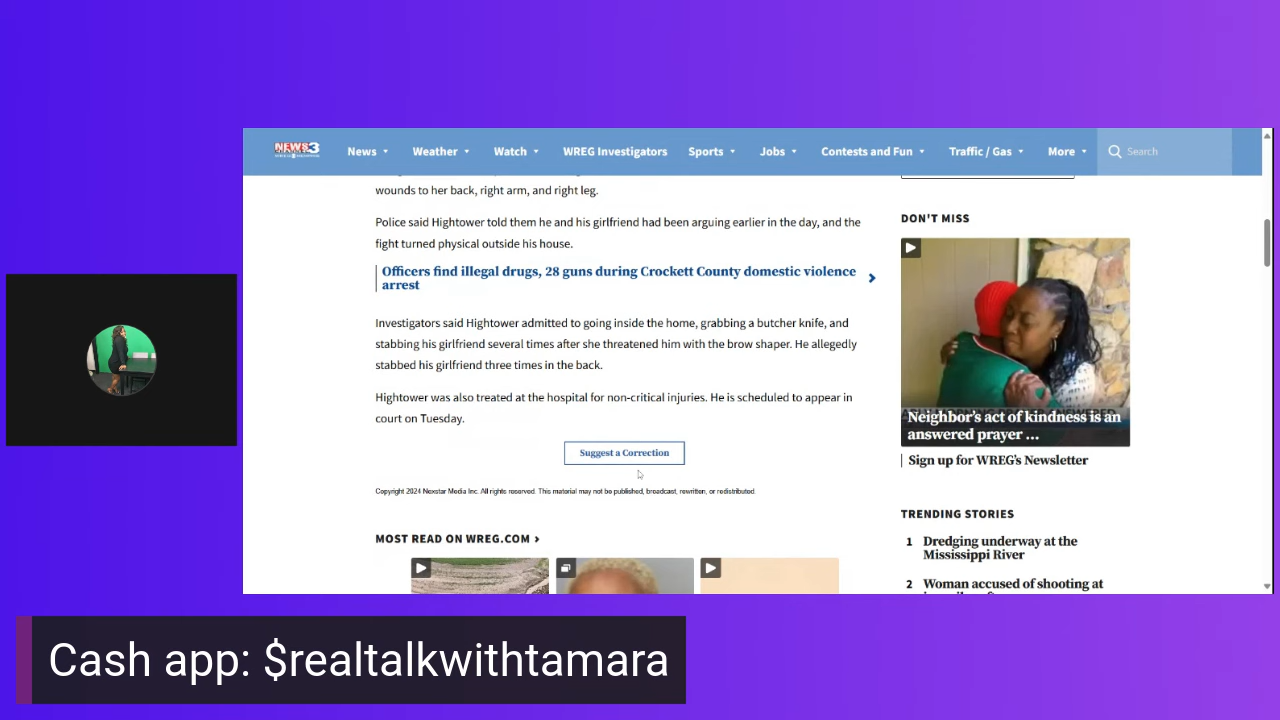 NEWS 3
News
Weather
Watch
WREG Investigators
Sports
Jobs
Contests and Fun
Traffic / Gas
More
Search
wounds to her back, right arm, and right leg.
Police said Hightower told them he and his girlfriend had been arguing earlier in the day, and the
fight turned physical outside his house.
Officers find illegal drugs, 28 guns during Crockett County domestic violence
arrest
Investigators said Hightower admitted to going inside the home, grabbing a butcher knife, and
stabbing his girlfriend several times after she threatened him with the brow shaper. He allegedly
stabbed his girlfriend three times in the back.
Hightower was also treated at the hospital for non-critical injuries. He is scheduled to appear in
court on Tuesday.
Suggest a Correction
Copyright 2024 Nexstar Media Inc. All rights reserved. This material may not be published, broadcast, rewritten, or redistributed.
MOST READ ON WREG.COM ›
DON'T MISS
Neighbor's act of kindness is an
answered prayer ...
Sign up for WREG's Newsletter
TRENDING STORIES
1 Dredging underway at the
Mississippi River
2 Woman accused of shooting at
Cash app: $realtalkwithtamara